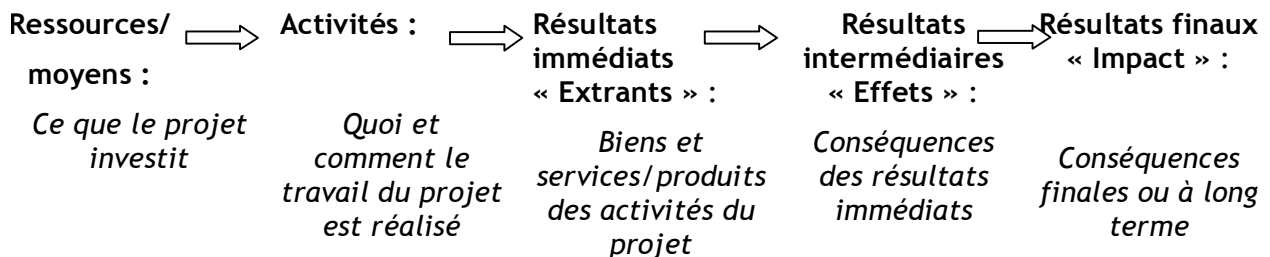 Ressources/
moyens :
Ce que le projet
investit
Activités :
Quoi et
comment le
travail du projet
est réalisé
Résultats
immédiats
« Extrants » :
Biens et
services/produits
des activités du
projet
Résultats
intermédiaires
« Effets » :
Conséquences
des résultats
immédiats
Résultats finaux
« Impact » :
Conséquences
finales ou à long
terme